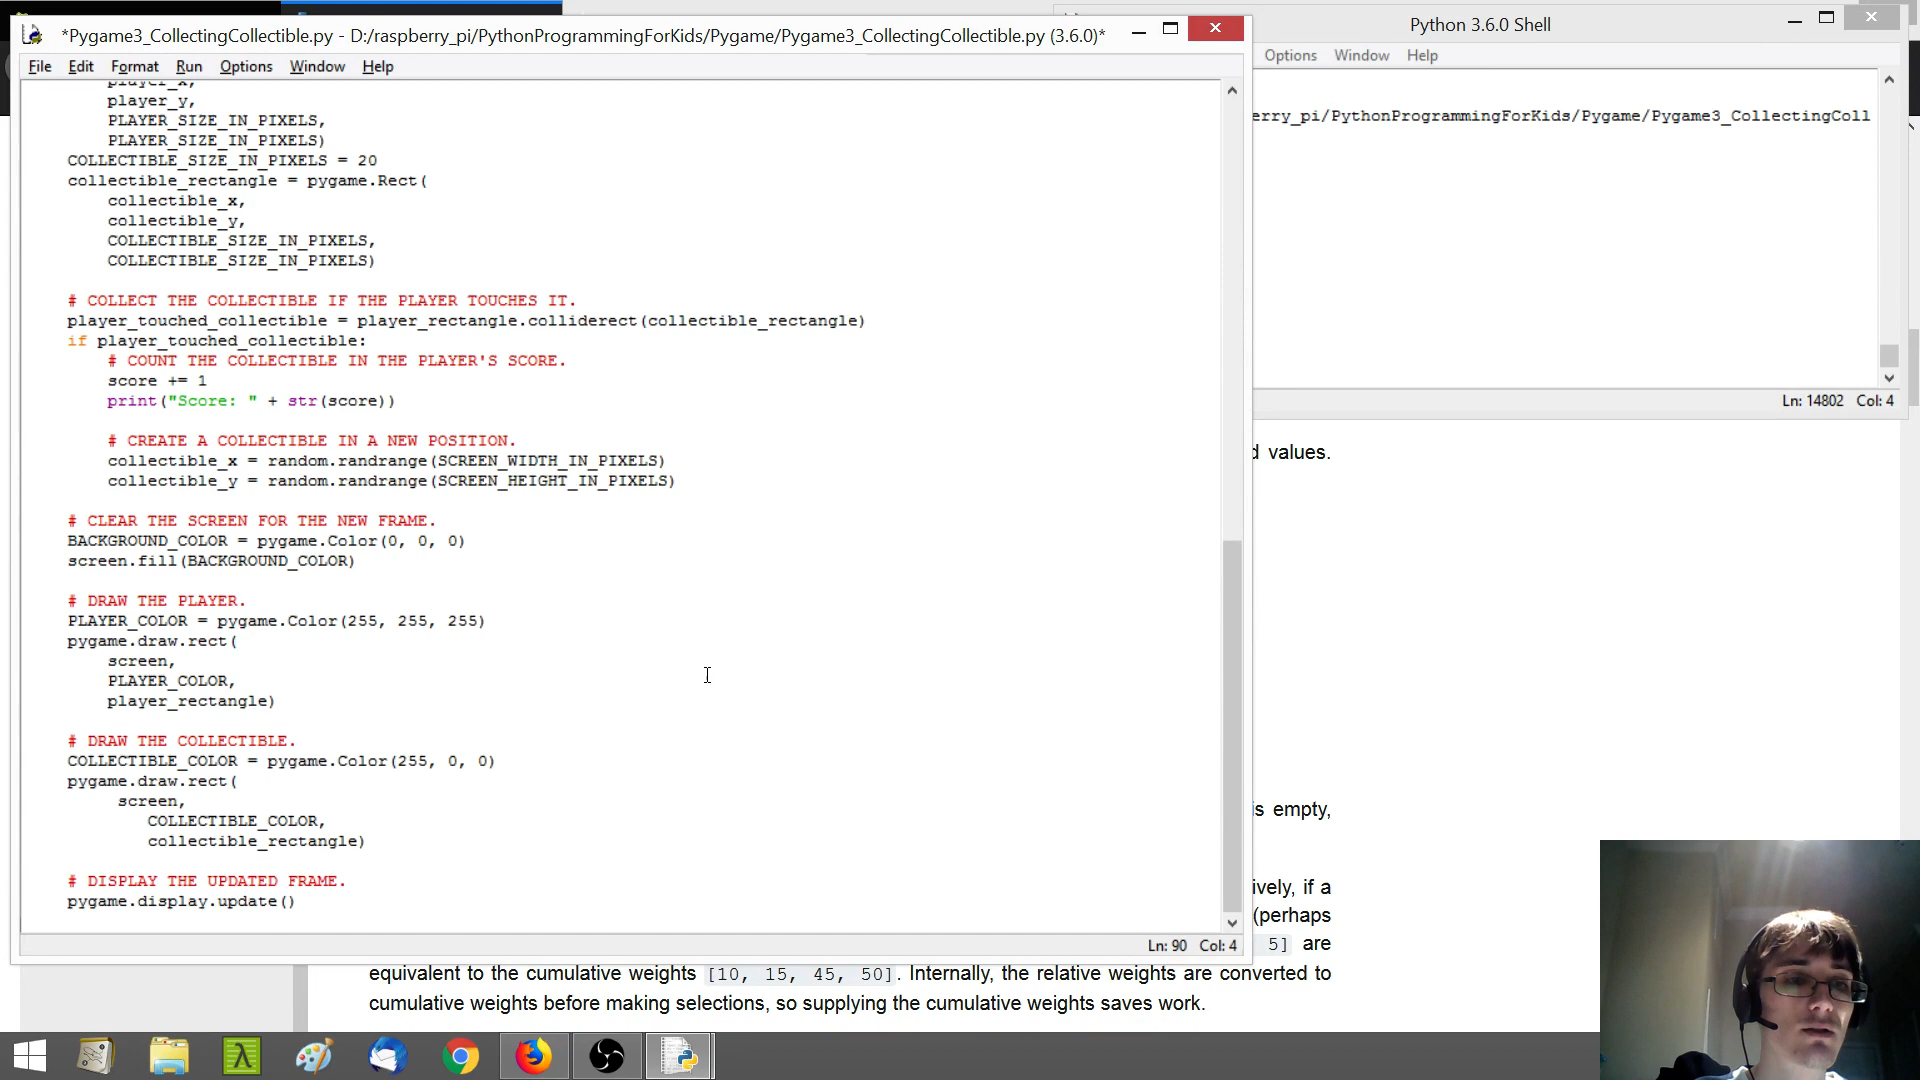 *Pygame3_CollectingCollectible.py - D:/raspberry_pi/PythonProgrammingForKids/Pygame/Pygame3_CollectingCollectible.py (3.6.0)*
Python 3.6.0 Shell
File Edit Format Run Options Window Help
Options Window Help
player_x,
player_y,
PLAYER_SIZE_IN_PIXELS,
erry_pi/PythonProgrammingForKids/Pygame/Pygame3_CollectingColl
PLAYER_SIZE_IN_PIXELS)
COLLECTIBLE_SIZE_IN_PIXELS = 20
collectible_rectangle = pygame.Rect(
collectible_x,
collectible_y,
COLLECTIBLE_SIZE_IN_PIXELS,
COLLECTIBLE_SIZE_IN_PIXELS)
# COLLECT THE COLLECTIBLE IF THE PLAYER TOUCHES IT.
player_touched_collectible = player_rectangle.colliderect(collectible_rectangle)
if player_touched_collectible:
# COUNT THE COLLECTIBLE IN THE PLAYER'S SCORE.
score += 1
print("Score: " + str(score))
Ln: 14802 Col: 4
# CREATE A COLLECTIBLE IN A NEW POSITION.
collectible_x = random.randrange(SCREEN_WIDTH_IN_PIXELS)
collectible_y = random.randrange(SCREEN_HEIGHT_IN_PIXELS)
d values.
# CLEAR THE SCREEN FOR THE NEW FRAME.
BACKGROUND_COLOR = pygame.Color(0, 0, 0)
screen.fill(BACKGROUND_COLOR)
# DRAW THE PLAYER.
PLAYER_COLOR = pygame.Color(255, 255, 255)
pygame.draw.rect(
screen,
PLAYER_COLOR,
player_rectangle)
# DRAW THE COLLECTIBLE.
COLLECTIBLE_COLOR = pygame.Color(255, 0, 0)
pygame.draw.rect(
screen,
COLLECTIBLE_COLOR,
collectible_rectangle)
is empty,
# DISPLAY THE UPDATED FRAME.
pygame.display.update()
ively, if a
(perhaps
Ln: 90 Col: 4
5] are
equivalent to the cumulative weights [10, 15, 45, 50]. Internally, the relative weights are converted to
cumulative weights before making selections, so supplying the cumulative weights saves work.